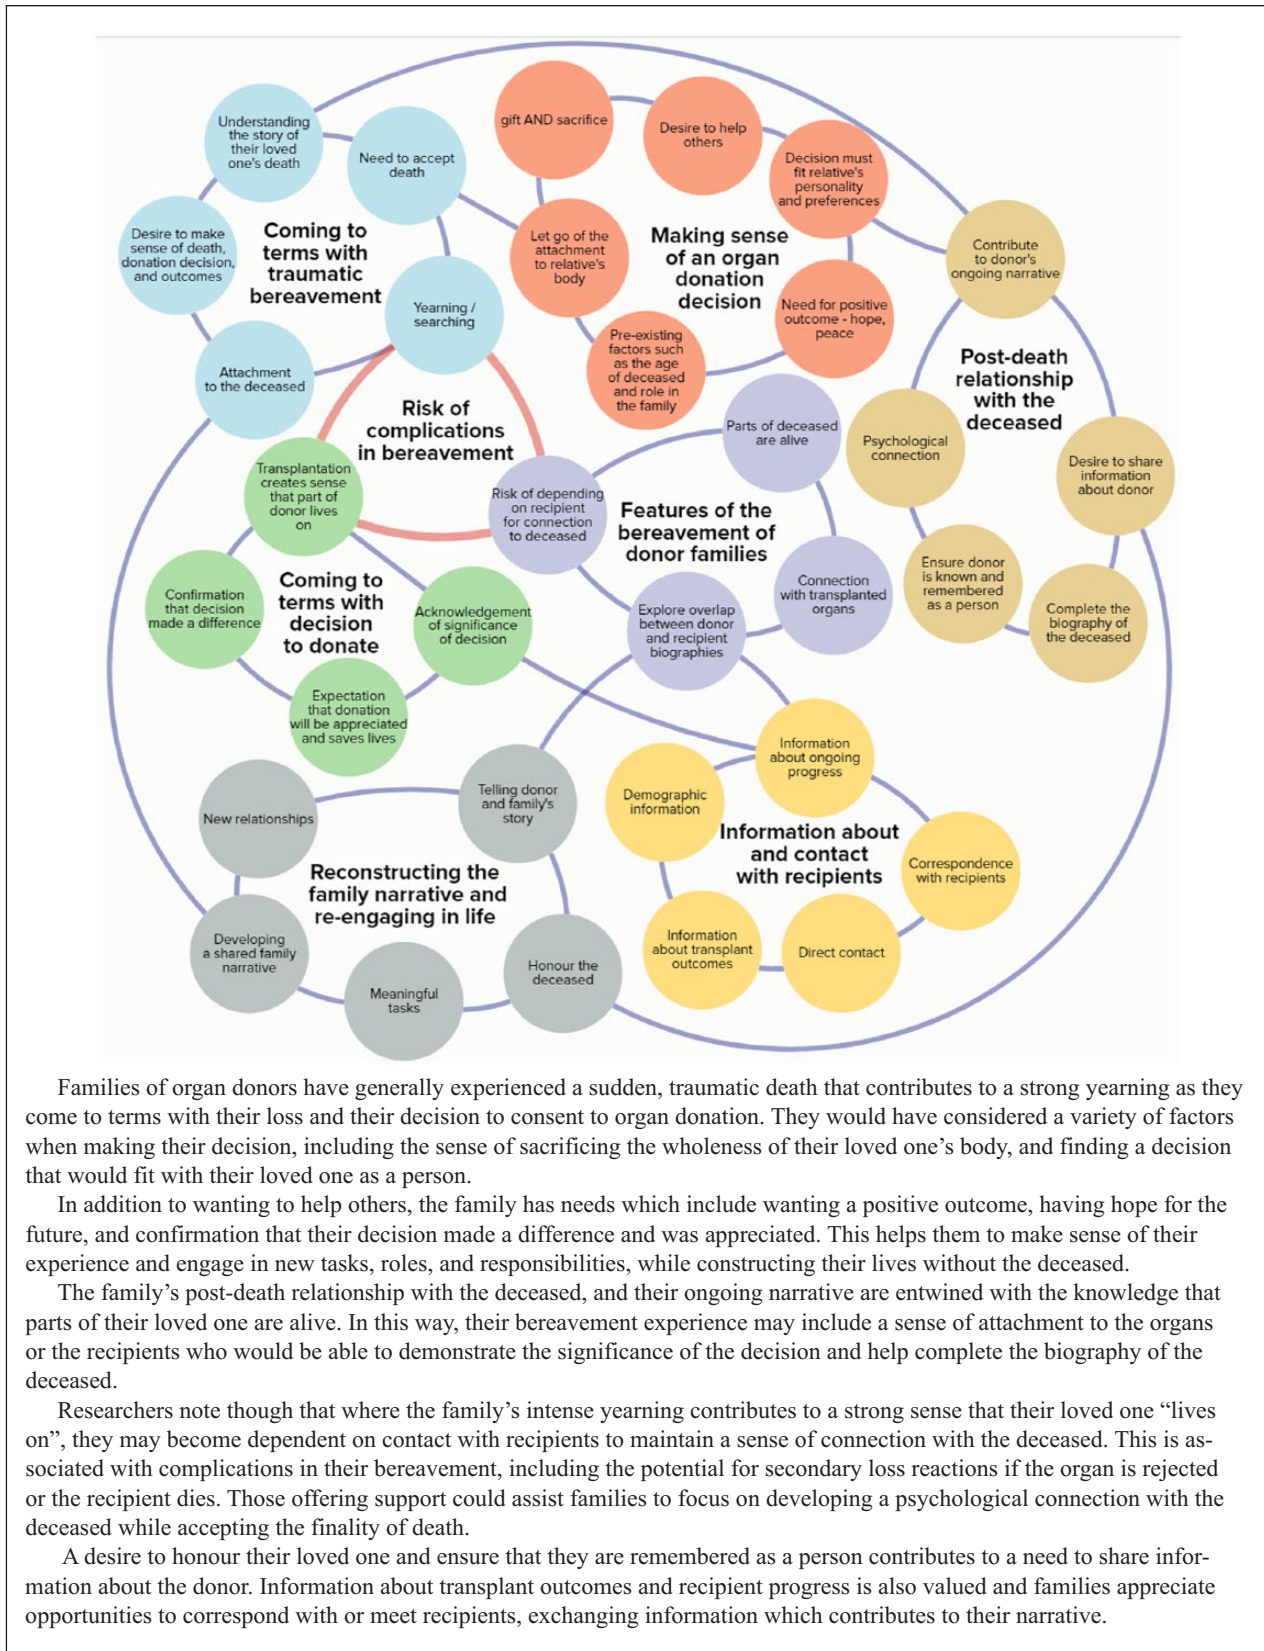 Understanding
the story of
their loved
one's death
Need to accept
death
Desire to make
sense of death,
donation decision,
and outcomes
Coming to
terms with
traumatic
bereavement
Yearning /
searching
Attachment
to the deceased
gift AND sacrifice
Desire to help
others
Decision must
fit relative's
personality
and preferences
Let go of the
attachment
to relative's
body
Making sense
of an organ
donation
decision
Need for positive
outcome - hope,
peace
Pre-existing
factors such
as the age
of deceased
and role in
the family
Contribute
to donor's
ongoing narrative
Post-death
relationship
with the
deceased
Psychological
connection
Desire to share
information
about donor
Ensure donor
is known and
remembered
as a person
Complete the
biography of
the deceased
Risk of
complications
in bereavement
Parts of deceased
are alive
Risk of depending
on recipient
for connection
to deceased
Features of the
bereavement of
donor families
Connection
with transplanted
organs
Explore overlap
between donor
and recipient
biographies
Transplantation
creates sense
that part of
donor lives
on
Confirmation
that decision
made a difference
Coming to
terms with
decision
to donate
Acknowledgement
of significance
of decision
Expectation
that donation
will be appreciated
and saves lives
New relationships
Telling donor
and family's
story
Reconstructing the
family narrative and
re-engaging in life
Developing
a shared family
narrative
Meaningful
tasks
Honour the
deceased
Information
about ongoing
progress
Demographic
information
Information about
and contact
with recipients
Correspondence
with recipients
Information
about transplant
outcomes
Direct contact
Families of organ donors have generally experienced a sudden, traumatic death that contributes to a strong yearning as they
come to terms with their loss and their decision to consent to organ donation. They would have considered a variety of factors
when making their decision, including the sense of sacrificing the wholeness of their loved one’s body, and finding a decision
that would fit with their loved one as a person.
In addition to wanting to help others, the family has needs which include wanting a positive outcome, having hope for the
future, and confirmation that their decision made a difference and was appreciated. This helps them to make sense of their
experience and engage in new tasks, roles, and responsibilities, while constructing their lives without the deceased.
The family’s post-death relationship with the deceased, and their ongoing narrative are entwined with the knowledge that
parts of their loved one are alive. In this way, their bereavement experience may include a sense of attachment to the organs
or the recipients who would be able to demonstrate the significance of the decision and help complete the biography of the
deceased.
Researchers note though that where the family’s intense yearning contributes to a strong sense that their loved one “lives
on”, they may become dependent on contact with recipients to maintain a sense of connection with the deceased. This is as-
sociated with complications in their bereavement, including the potential for secondary loss reactions if the organ is rejected
or the recipient dies. Those offering support could assist families to focus on developing a psychological connection with the
deceased while accepting the finality of death.
A desire to honour their loved one and ensure that they are remembered as a person contributes to a need to share infor-
mation about the donor. Information about transplant outcomes and recipient progress is also valued and families appreciate
opportunities to correspond with or meet recipients, exchanging information which contributes to their narrative.